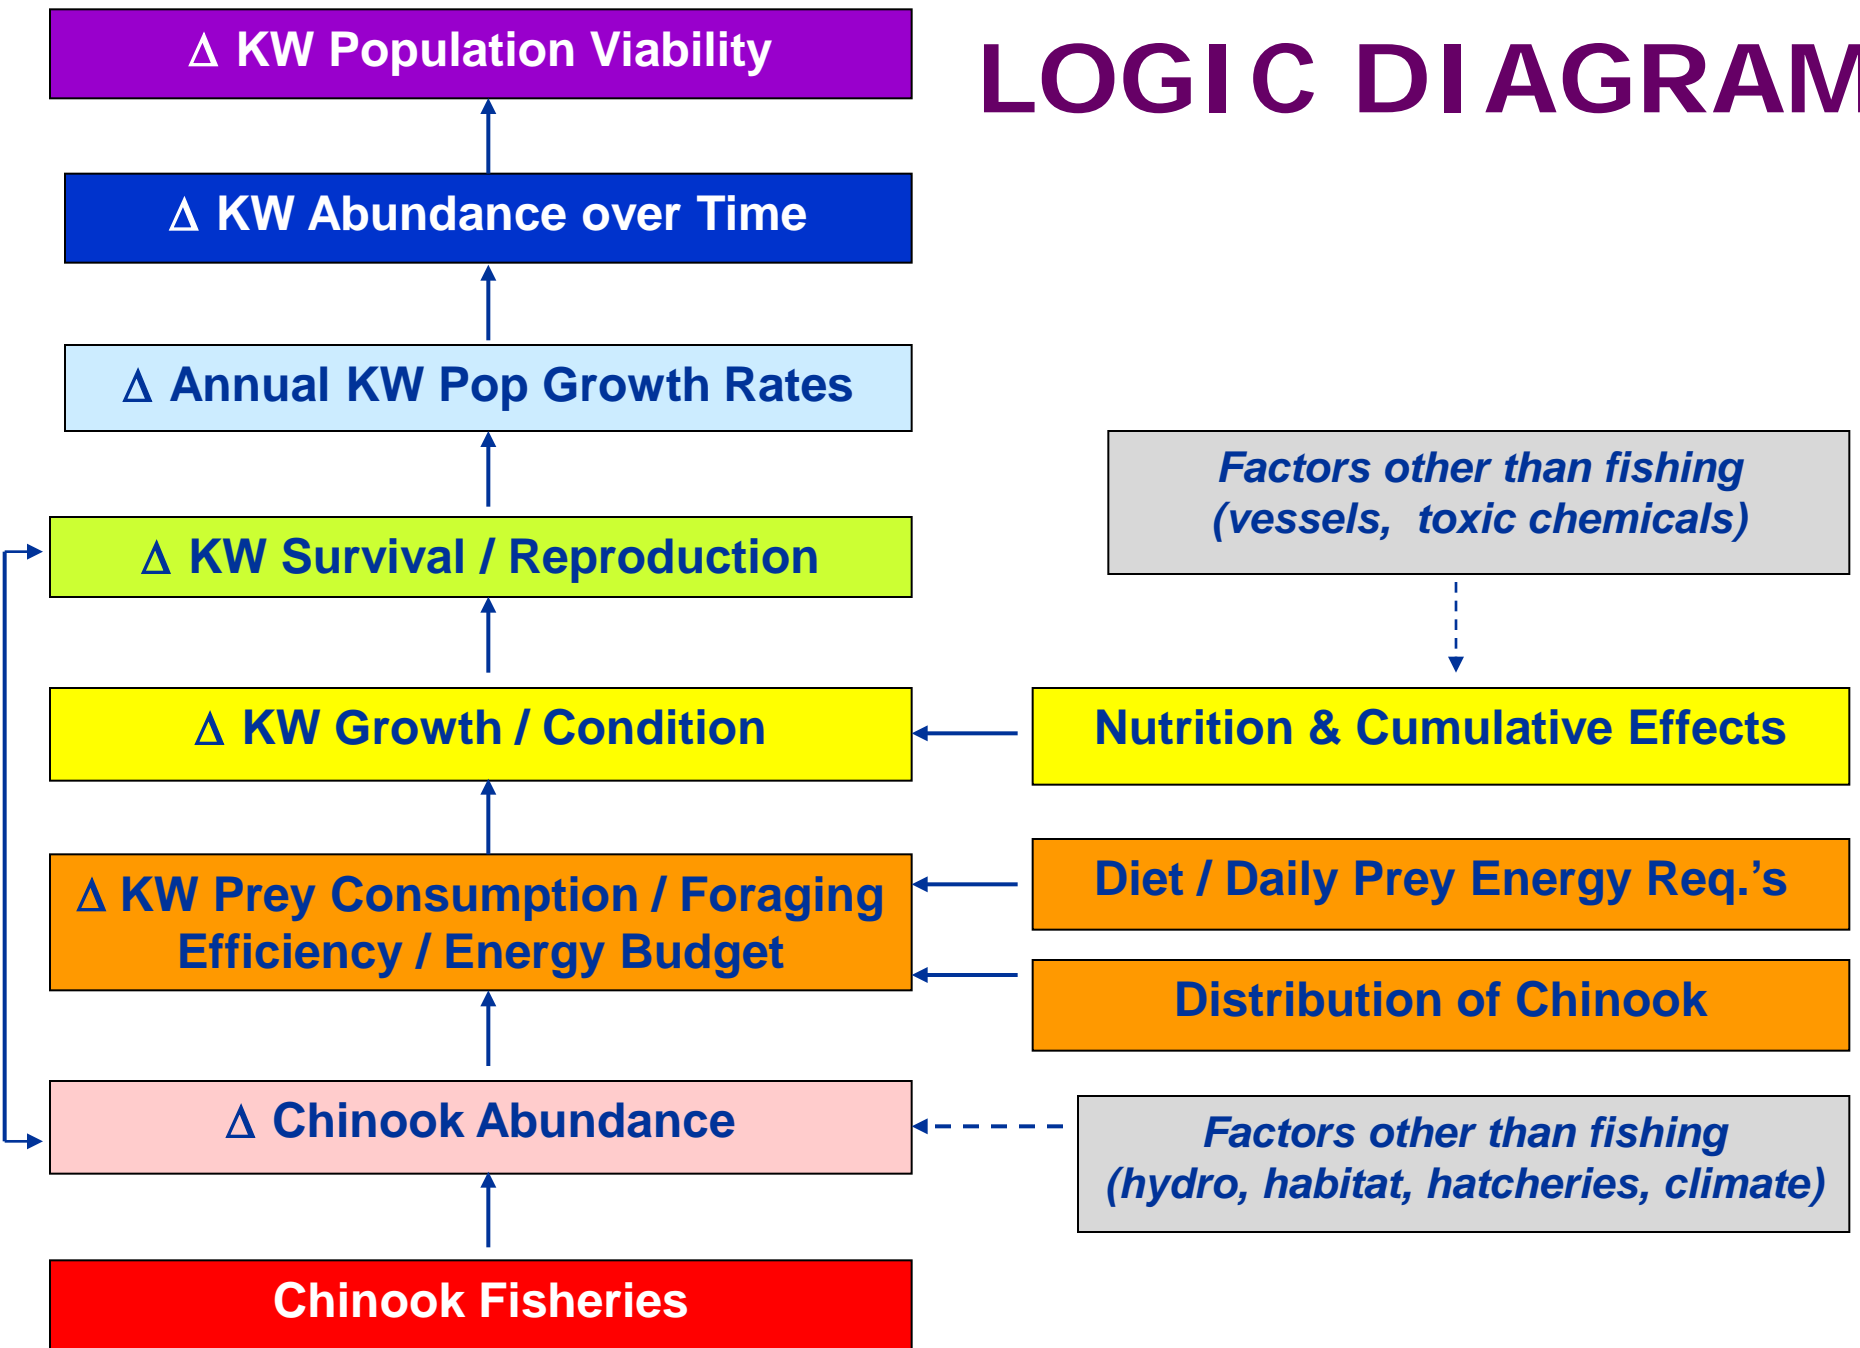 LOGIC DIAGRAM
Δ KW Population Viability
Δ KW Abundance over Time
Δ Annual KW Pop Growth Rates
Factors other than fishing
(vessels, toxic chemicals)
Δ KW Survival / Reproduction
Δ KW Growth / Condition
Nutrition & Cumulative Effects
Δ KW Prey Consumption / Foraging
Efficiency / Energy Budget
Diet / Daily Prey Energy Req.’s
Distribution of Chinook
Δ Chinook Abundance
Factors other than fishing
(hydro, habitat, hatcheries, climate)
Chinook Fisheries